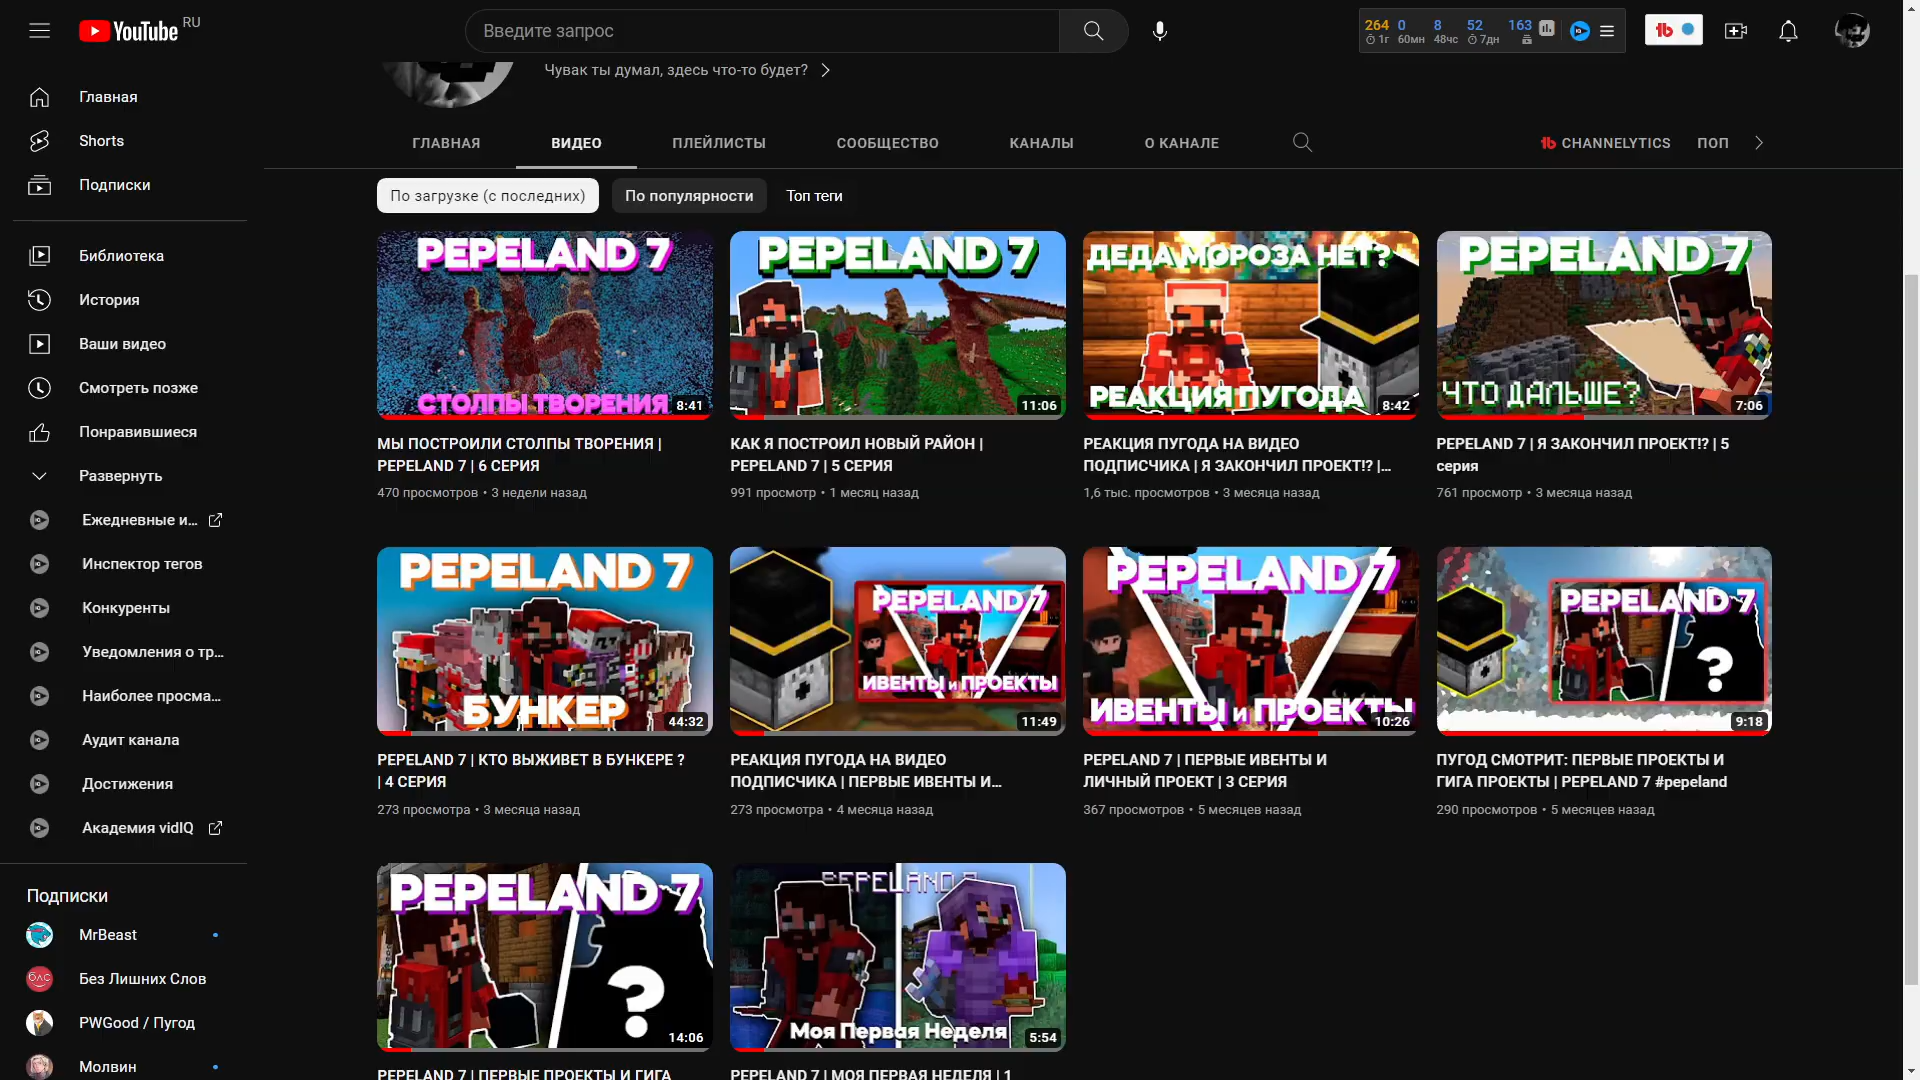 YouTube RU
Введите запрос
264 0 8 52 163
1г 60мн 48чс 7дн
Чувак ты думал, здесь что-то будет?
ГЛАВНАЯ ВИДЕО ПЛЕЙЛИСТЫ СООБЩЕСТВО КАНАЛЫ О КАНАЛЕ CHANNELYTICS ПОП
По загрузке (с последних) По популярности Топ теги
Главная
Shorts
Подписки
Библиотека
История
Ваши видео
Смотреть позже
Понравившиеся
Развернуть
Ежедневные и...
Инспектор тегов
Конкуренты
Уведомления о тр...
Наиболее просма...
Аудит канала
Достижения
Академия vidIQ
Подписки
MrBeast
Без Лишних Слов
PWGood / Пугод
Молвин
PEPELAND 7
СТОЛПЫ ТВОРЕНИЯ
8:41
МЫ ПОСТРОИЛИ СТОЛПЫ ТВОРЕНИЯ |
PEPELAND 7 | 6 СЕРИЯ
470 просмотров • 3 недели назад
PEPELAND 7
11:06
КАК Я ПОСТРОИЛ НОВЫЙ РАЙОН |
PEPELAND 7 | 5 СЕРИЯ
991 просмотр • 1 месяц назад
ДЕДА МОРОЗА НЕТ?
РЕАКЦИЯ ПУГОДА
8:42
РЕАКЦИЯ ПУГОДА НА ВИДЕО
ПОДПИСЧИКА | Я ЗАКОНЧИЛ ПРОЕКТ!? |...
1,6 тыс. просмотров • 3 месяца назад
PEPELAND 7
ЧТО ДАЛЬШЕ?
7:06
PEPELAND 7 | Я ЗАКОНЧИЛ ПРОЕКТ!? | 5
серия
761 просмотр • 3 месяца назад
PEPELAND 7
БУНКЕР
44:32
PEPELAND 7 | КТО ВЫЖИВЕТ В БУНКЕРЕ ?
| 4 СЕРИЯ
273 просмотра • 3 месяца назад
PEPELAND 7
ИВЕНТЫ и ПРОЕКТЫ
11:49
РЕАКЦИЯ ПУГОДА НА ВИДЕО
ПОДПИСЧИКА | ПЕРВЫЕ ИВЕНТЫ И...
273 просмотра • 4 месяца назад
PEPELAND 7
ИВЕНТЫ и ПРОЕКТЫ
10:26
PEPELAND 7 | ПЕРВЫЕ ИВЕНТЫ И
ЛИЧНЫЙ ПРОЕКТ | 3 СЕРИЯ
367 просмотров • 5 месяцев назад
PEPELAND 7
?
9:18
ПУГОД СМОТРИТ: ПЕРВЫЕ ПРОЕКТЫ И
ГИГА ПРОЕКТЫ | PEPELAND 7 #pepeland
290 просмотров • 5 месяцев назад
PEPELAND 7
?
14:06
PEPELAND 7 | ПЕРВЫЕ ПРОЕКТЫ И ГИГА
PEPELAND 7
Моя Первая Неделя
5:54
PEPELAND 7 | МОЯ ПЕРВАЯ НЕДЕЛЯ | 1